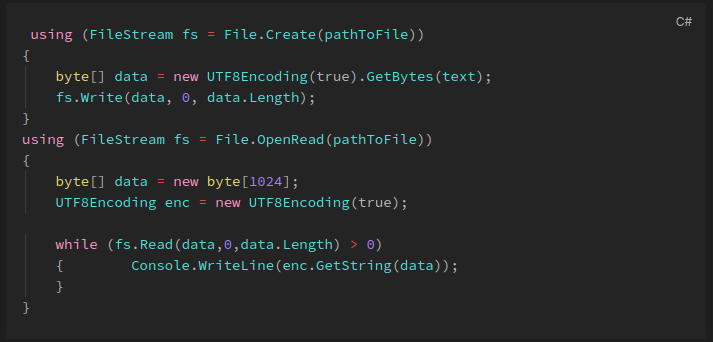 C#
using (FileStream fs = File.Create(pathToFile))
{
    byte[] data = new UTF8Encoding(true).GetBytes(text);
    fs.Write(data, 0, data.Length);
}
using (FileStream fs = File.OpenRead(pathToFile))
{
    byte[] data = new byte[1024];
    UTF8Encoding enc = new UTF8Encoding(true);

    while (fs.Read(data,0,data.Length) > 0)
    {        Console.WriteLine(enc.GetString(data));
    }
}